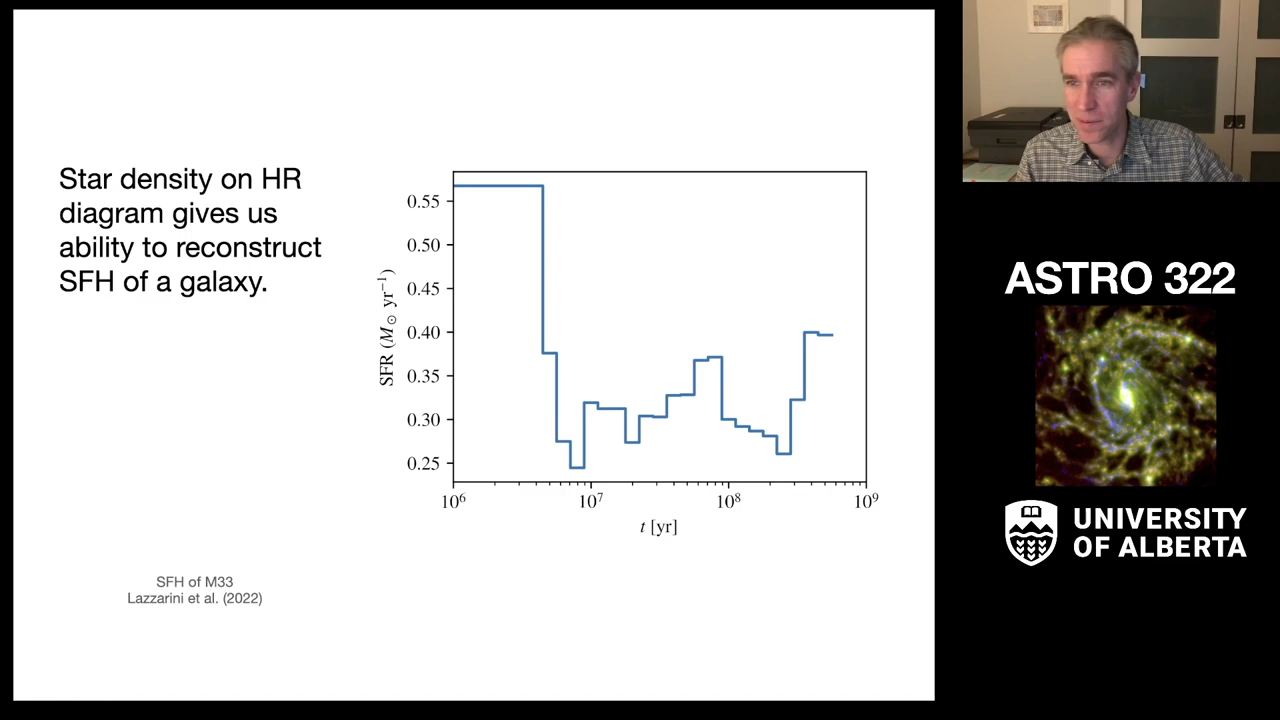 Star density on HR
diagram gives us
ability to reconstruct
SFH of a galaxy.
0.55
0.50
0.45
0.40
0.35
0.30
0.25
SFR (M⊙ yr⁻¹)
10⁶
10⁷
10⁸
10⁹
t [yr]
SFH of M33
Lazzarini et al. (2022)
ASTRO 322
UNIVERSITY
OF ALBERTA